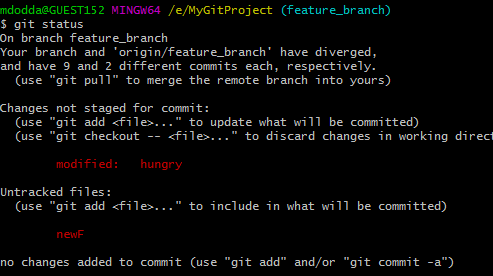 mdodda@GUEST152 MINGW64 /e/MyGitProject (feature_branch)
$ git status
On branch feature_branch
Your branch and 'origin/feature_branch' have diverged,
and have 9 and 2 different commits each, respectively.
  (use "git pull" to merge the remote branch into yours)

Changes not staged for commit:
  (use "git add <file>..." to update what will be committed)
  (use "git checkout -- <file>..." to discard changes in working direct

        modified:   hungry

Untracked files:
  (use "git add <file>..." to include in what will be committed)

        newF

no changes added to commit (use "git add" and/or "git commit -a")